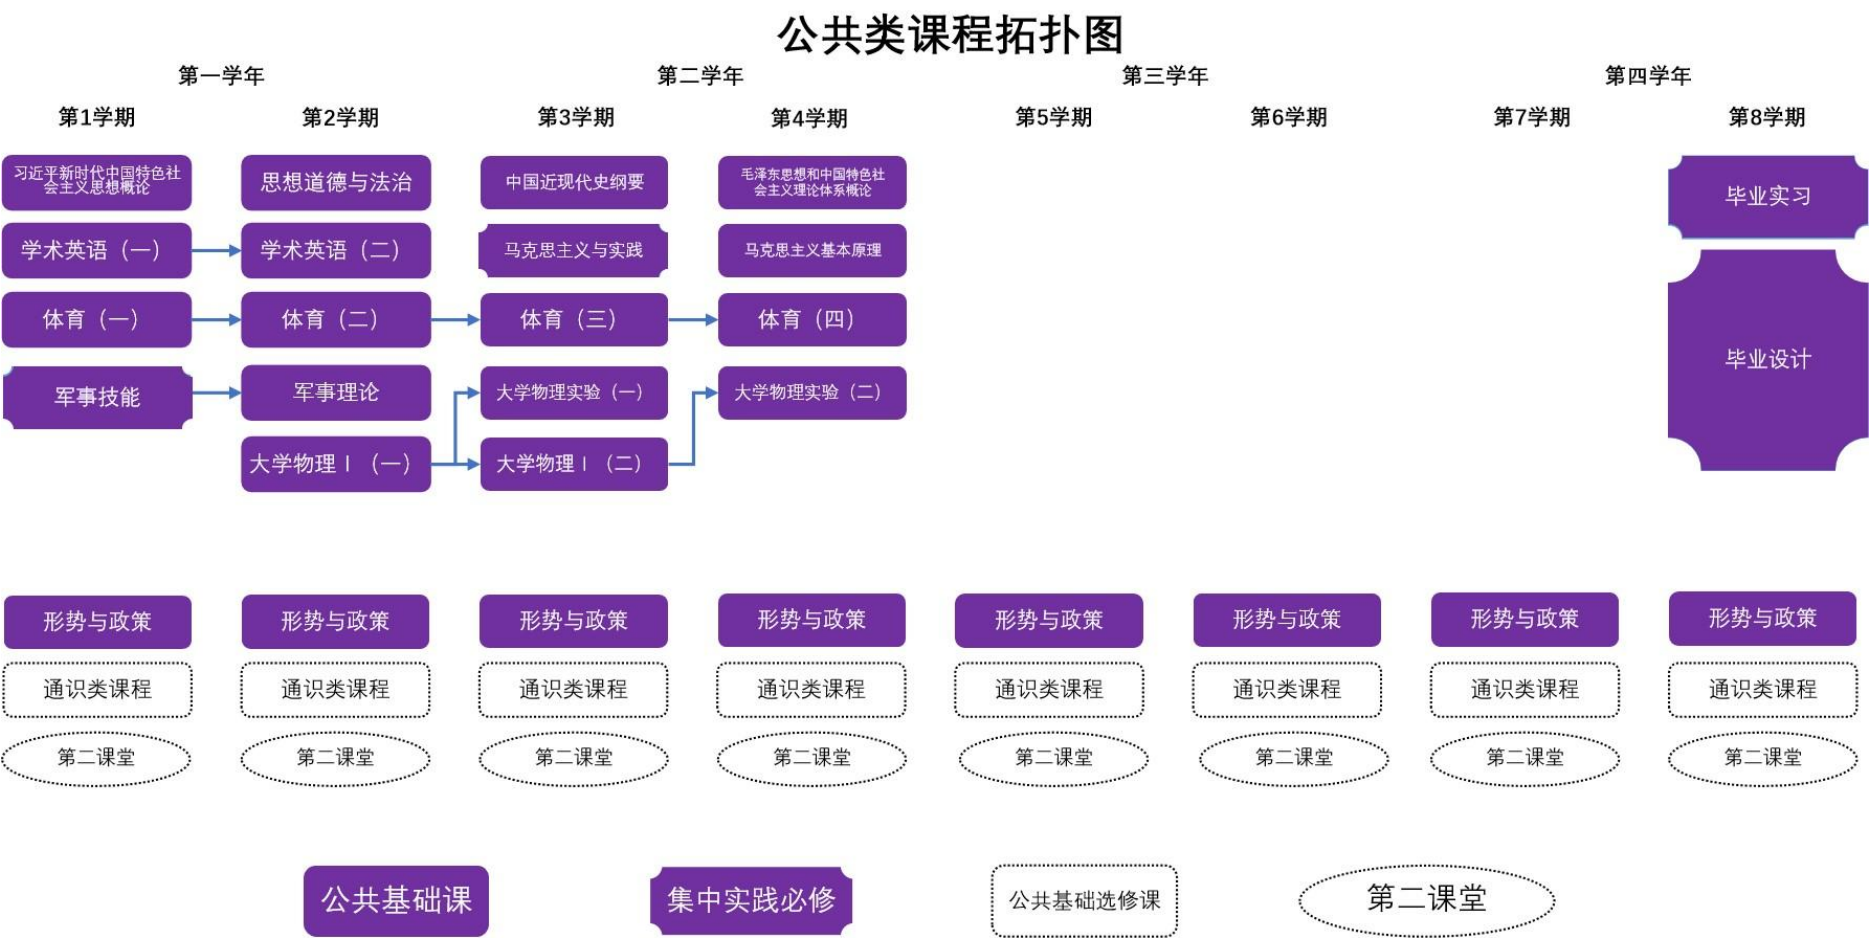 公共类课程拓扑图
第一学年
第二学年
第三学年
第四学年
第1学期
第2学期
第3学期
第4学期
第5学期
第6学期
第7学期
第8学期
习近平新时代中国特色社
会主义思想概论
思想道德与法治
中国近现代史纲要
毛泽东思想和中国特色社
会主义理论体系概论
毕业实习
学术英语（一）
学术英语（二）
马克思主义与实践
马克思主义基本原理
体育（一）
体育（二）
体育（三）
体育（四）
毕业设计
军事技能
军事理论
大学物理实验（一）
大学物理实验（二）
大学物理Ⅰ（一）
大学物理Ⅰ（二）
形势与政策
形势与政策
形势与政策
形势与政策
形势与政策
形势与政策
形势与政策
形势与政策
通识类课程
通识类课程
通识类课程
通识类课程
通识类课程
通识类课程
通识类课程
通识类课程
第二课堂
第二课堂
第二课堂
第二课堂
第二课堂
第二课堂
第二课堂
第二课堂
公共基础课
集中实践必修
公共基础选修课
第二课堂